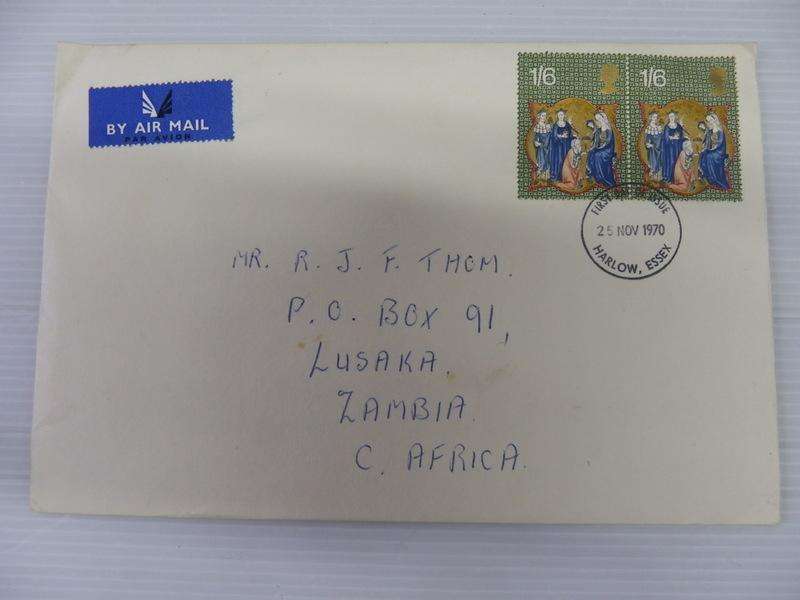 1/6 1/6
BY AIR MAIL
PAR AVION
FIRST DAY OF ISSUE
25 NOV 1970
HARLOW, ESSEX
MR. R. J. F. THOM.
P. O. BOX 91,
LUSAKA.
ZAMBIA.
C. AFRICA.